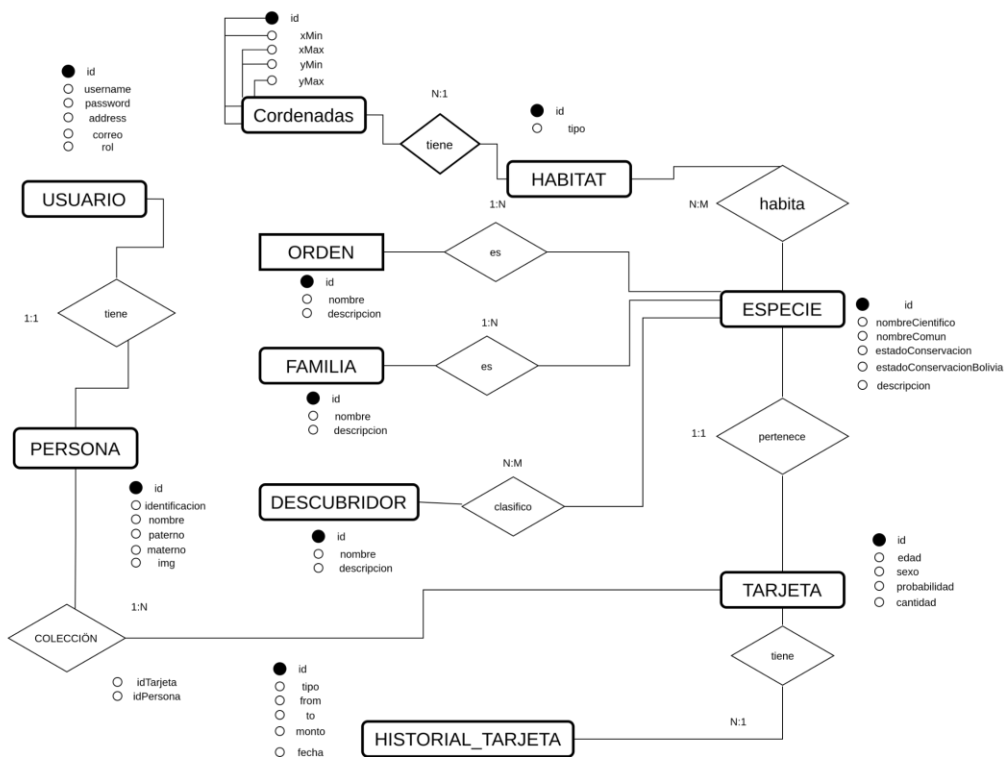 id
xMin
xMax
yMin
yMax
Cordenadas
N:1
tiene
id
tipo
HABITAT
N:M
habita
id
username
password
address
correo
rol
USUARIO
1:1
tiene
PERSONA
id
identificacion
nombre
paterno
materno
img
1:N
ORDEN
es
id
nombre
descripcion
1:N
FAMILIA
es
id
nombre
descripcion
N:M
DESCUBRIDOR
clasifico
id
nombre
descripcion
ESPECIE
id
nombreCientífico
nombreComun
estadoConservacion
estadoConservacionBolivia
descripcion
1:1
pertenece
TARJETA
id
edad
sexo
probabilidad
cantidad
1:N
COLECCIÖN
idTarjeta
idPersona
tiene
N:1
id
tipo
from
to
monto
fecha
HISTORIAL_TARJETA